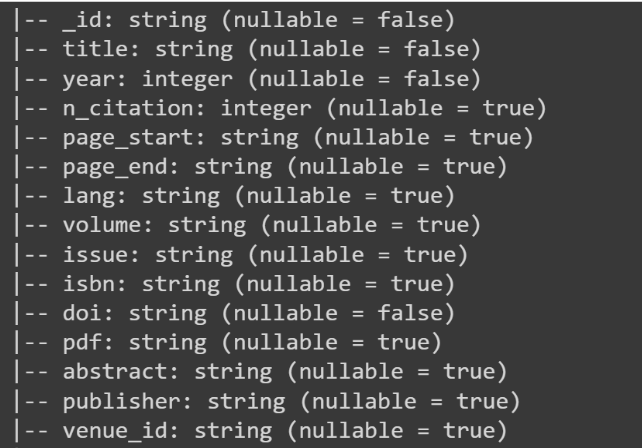 |-- _id: string (nullable = false)
|-- title: string (nullable = false)
|-- year: integer (nullable = false)
|-- n_citation: integer (nullable = true)
|-- page_start: string (nullable = true)
|-- page_end: string (nullable = true)
|-- lang: string (nullable = true)
|-- volume: string (nullable = true)
|-- issue: string (nullable = true)
|-- isbn: string (nullable = true)
|-- doi: string (nullable = false)
|-- pdf: string (nullable = true)
|-- abstract: string (nullable = true)
|-- publisher: string (nullable = true)
|-- venue_id: string (nullable = true)